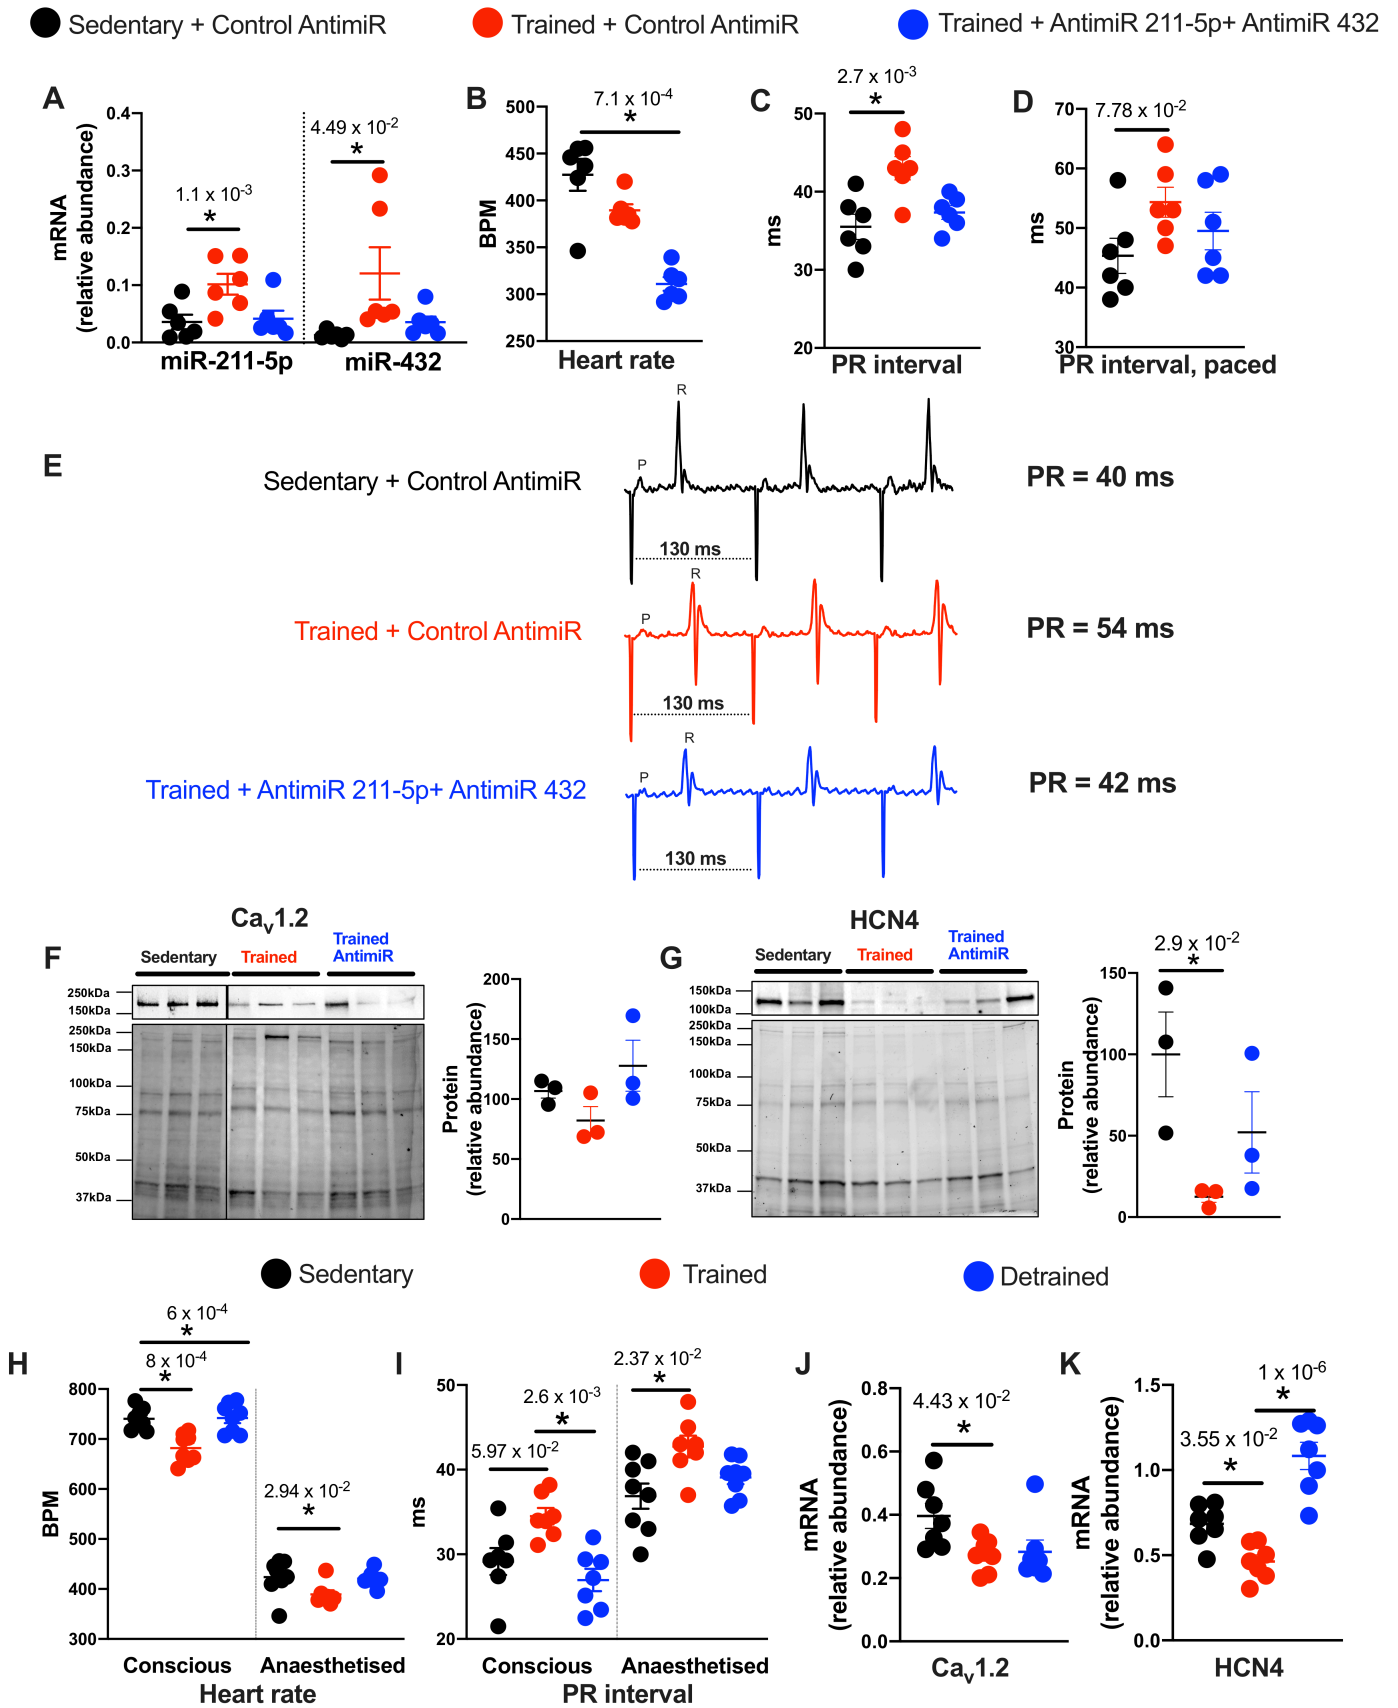 Sedentary + Control AntimiR
Trained + Control AntimiR
Trained + AntimiR 211-5p+ AntimiR 432
A
mRNA
(relative abundance)
0.4
0.3
0.2
0.1
0.0
1.1 x 10-3
*
4.49 x 10-2
*
miR-211-5p
miR-432
B
BPM
500
450
400
350
300
250
7.1 x 10-4
*
Heart rate
C
ms
50
40
30
20
2.7 x 10-3
*
PR interval
D
ms
70
60
50
40
30
7.78 x 10-2
PR interval, paced
E
Sedentary + Control AntimiR
P
R
130 ms
PR = 40 ms
Trained + Control AntimiR
P
R
130 ms
PR = 54 ms
Trained + AntimiR 211-5p+ AntimiR 432
P
R
130 ms
PR = 42 ms
F
Cav1.2
Sedentary
Trained
Trained
AntimiR
250kDa
150kDa
250kDa
150kDa
100kDa
75kDa
50kDa
37kDa
Protein
(relative abundance)
200
150
100
50
0
G
HCN4
Sedentary
Trained
Trained
AntimiR
150kDa
100kDa
250kDa
150kDa
100kDa
75kDa
50kDa
37kDa
Protein
(relative abundance)
150
100
50
0
2.9 x 10-2
*
Sedentary
Trained
Detrained
H
BPM
800
700
600
500
400
300
6 x 10-4
*
8 x 10-4
*
2.94 x 10-2
*
Conscious
Anaesthetised
Heart rate
I
ms
50
40
30
20
5.97 x 10-2
2.6 x 10-3
*
2.37 x 10-2
*
Conscious
Anaesthetised
PR interval
J
mRNA
(relative abundance)
0.8
0.6
0.4
0.2
0.0
4.43 x 10-2
*
Cav1.2
K
mRNA
(relative abundance)
1.5
1.0
0.5
0.0
3.55 x 10-2
*
1 x 10-6
*
HCN4